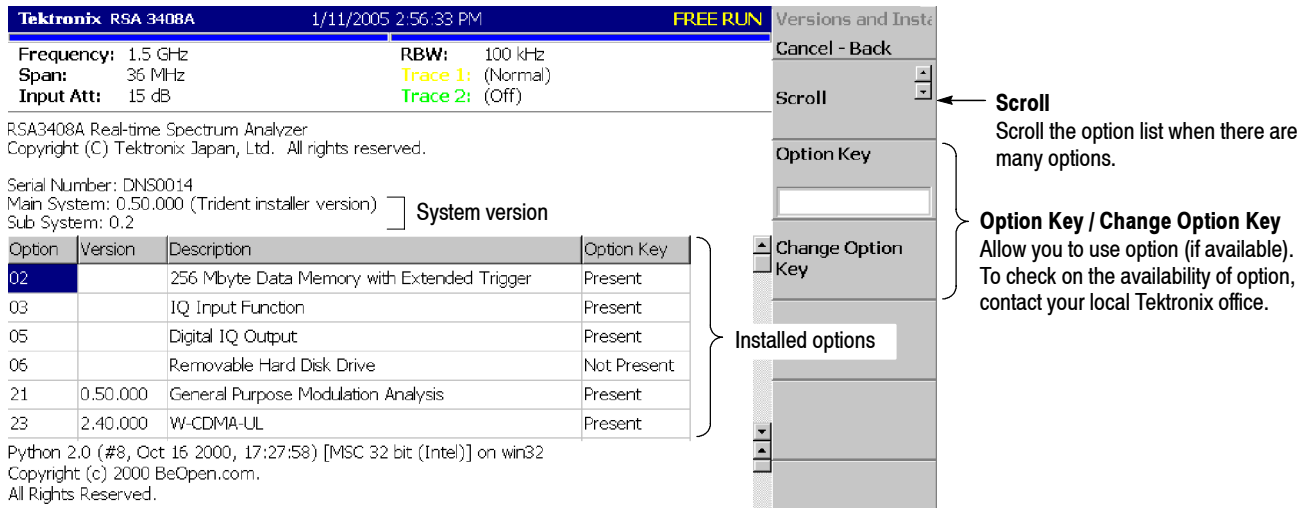 Tektronix RSA 3408A 1/11/2005 2:56:33 PM FREE RUN
Frequency: 1.5 GHz RBW: 100 kHz
Span: 36 MHz Trace 1: (Normal)
Input Att: 15 dB Trace 2: (Off)
RSA3408A Real-time Spectrum Analyzer
Copyright (C) Tektronix Japan, Ltd. All rights reserved.
Serial Number: DNS0014
Main System: 0.50.000 (Trident installer version)
Sub System: 0.2
System version
Option Version Description Option Key
02 256 Mbyte Data Memory with Extended Trigger Present
03 IQ Input Function Present
05 Digital IQ Output Present
06 Removable Hard Disk Drive Not Present
21 0.50.000 General Purpose Modulation Analysis Present
23 2.40.000 W-CDMA-UL Present
Installed options
Python 2.0 (#8, Oct 16 2000, 17:27:58) [MSC 32 bit (Intel)] on win32
Copyright (c) 2000 BeOpen.com.
All Rights Reserved.
Versions and Insta
Cancel - Back
Scroll
Option Key
Change Option
Key
Scroll
Scroll the option list when there are
many options.
Option Key / Change Option Key
Allow you to use option (if available).
To check on the availability of option,
contact your local Tektronix office.